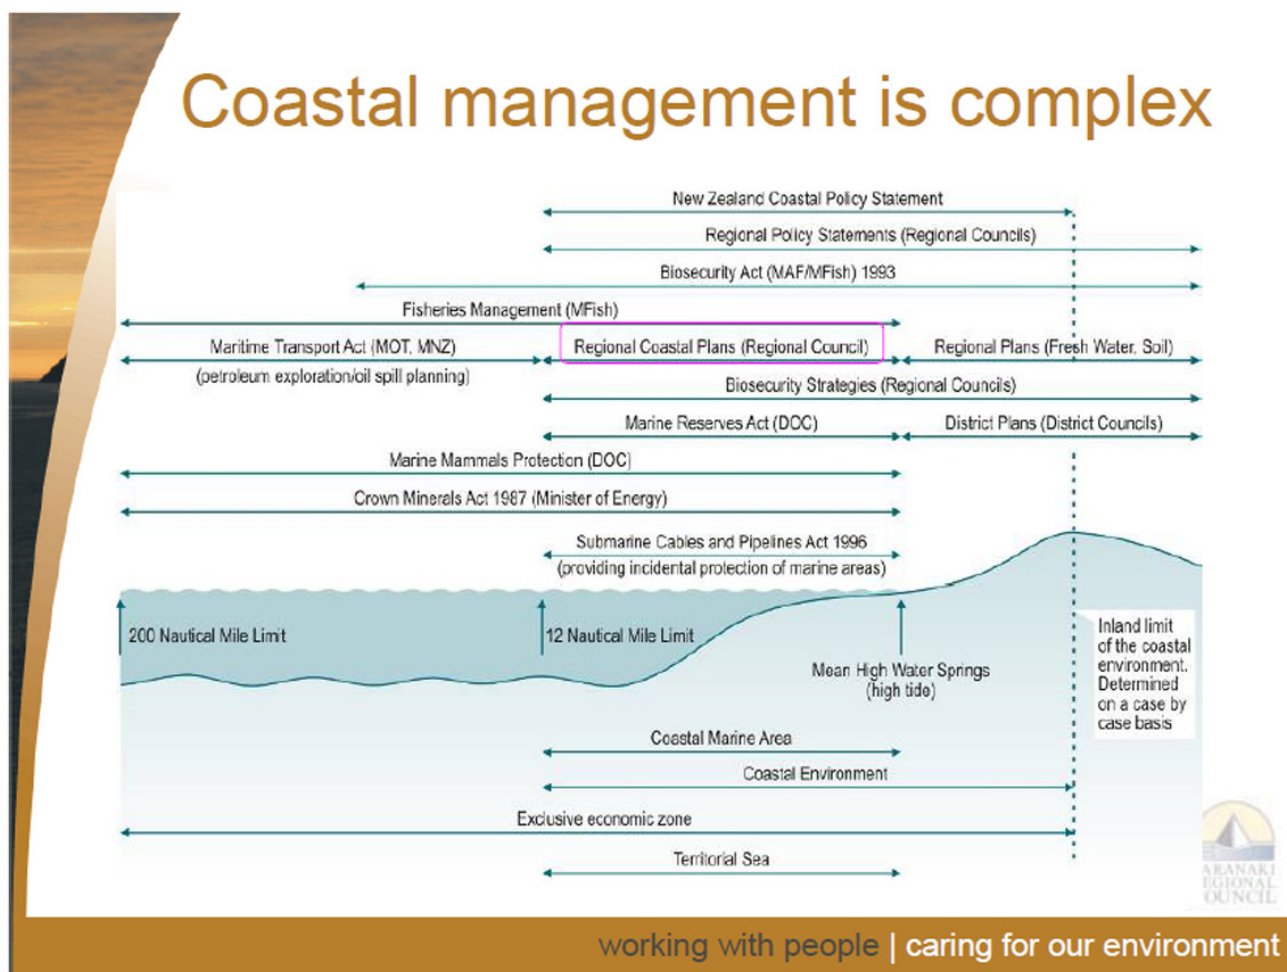 Coastal management is complex
New Zealand Coastal Policy Statement
Regional Policy Statements (Regional Councils)
Biosecurity Act (MAF/MFish) 1993
Fisheries Management (MFish)
Maritime Transport Act (MOT, MNZ)
(petroleum exploration/oil spill planning)
Regional Coastal Plans (Regional Council)
Regional Plans (Fresh Water, Soil)
Biosecurity Strategies (Regional Councils)
Marine Reserves Act (DOC)
District Plans (District Councils)
Marine Mammals Protection (DOC)
Crown Minerals Act 1987 (Minister of Energy)
Submarine Cables and Pipelines Act 1996
(providing incidental protection of marine areas)
200 Nautical Mile Limit
12 Nautical Mile Limit
Mean High Water Springs
(high tide)
Inland limit
of the coastal
environment.
Determined
on a case by
case basis
Coastal Marine Area
Coastal Environment
Exclusive economic zone
Territorial Sea
ARANAKI
EGIONAL
OUNCIL
working with people | caring for our environment